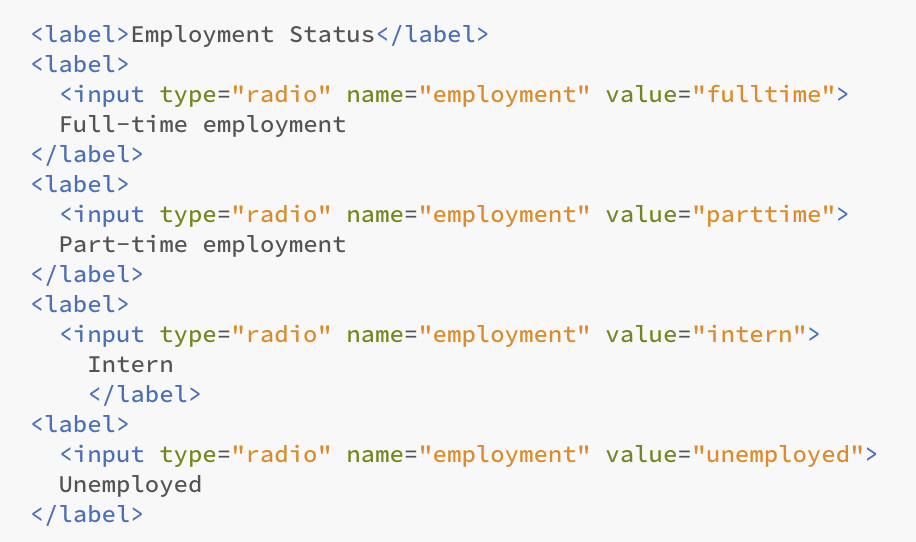 <label>Employment Status</label>
<label>
  <input type="radio" name="employment" value="fulltime">
  Full-time employment
</label>
<label>
  <input type="radio" name="employment" value="parttime">
  Part-time employment
</label>
<label>
  <input type="radio" name="employment" value="intern">
    Intern
    </label>
<label>
  <input type="radio" name="employment" value="unemployed">
  Unemployed
</label>